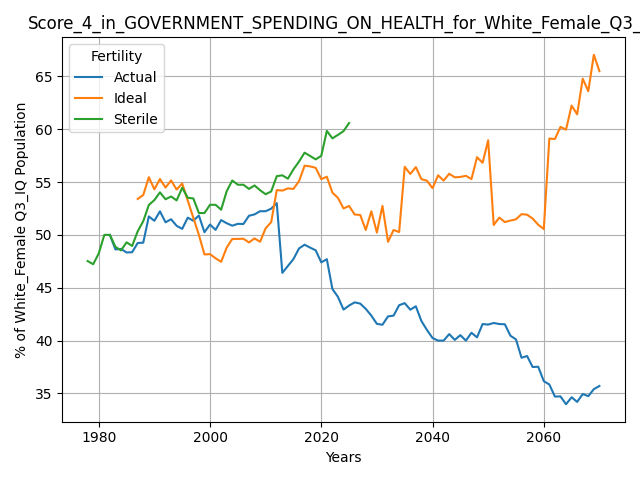 Score_4_in_GOVERNMENT_SPENDING_ON_HEALTH_for_White_Female_Q3_
Fertility
Actual
Ideal
Sterile
% of White_Female Q3_IQ Population
65
60
55
50
45
40
35
1980
2000
2020
2040
2060
Years